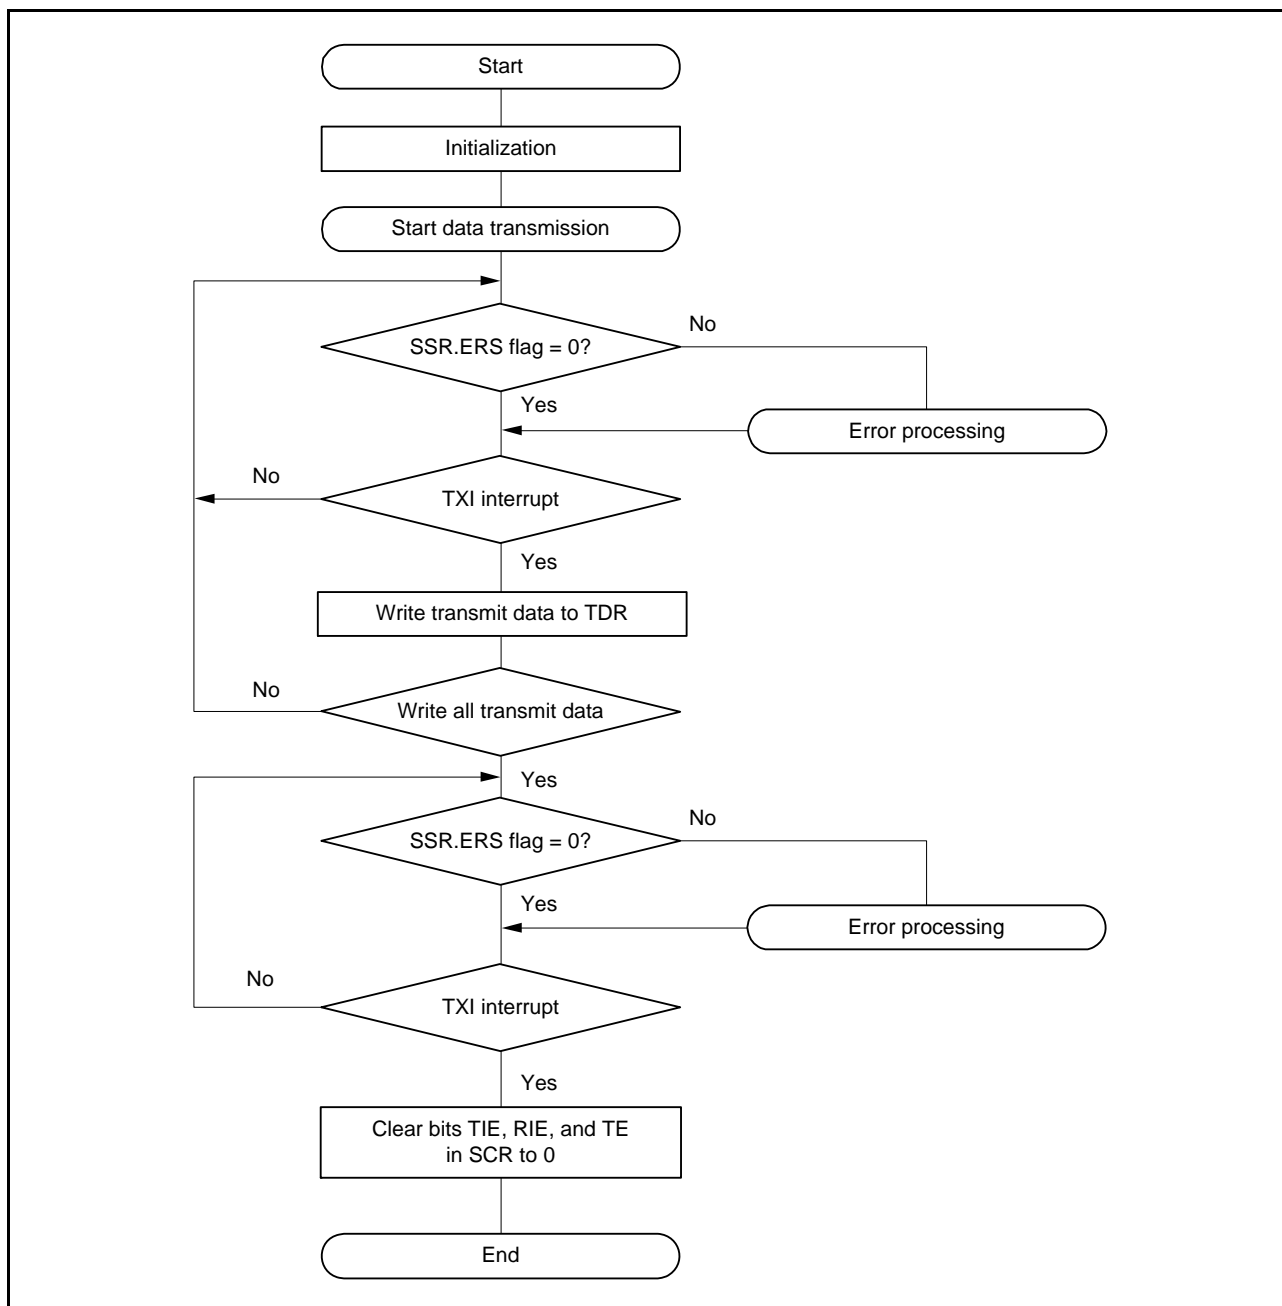 Start
Initialization
Start data transmission
SSR.ERS flag = 0?
No
Yes
Error processing
No
TXI interrupt
Yes
Write transmit data to TDR
No
Write all transmit data
Yes
SSR.ERS flag = 0?
No
Yes
Error processing
No
TXI interrupt
Yes
Clear bits TIE, RIE, and TE
in SCR to 0
End